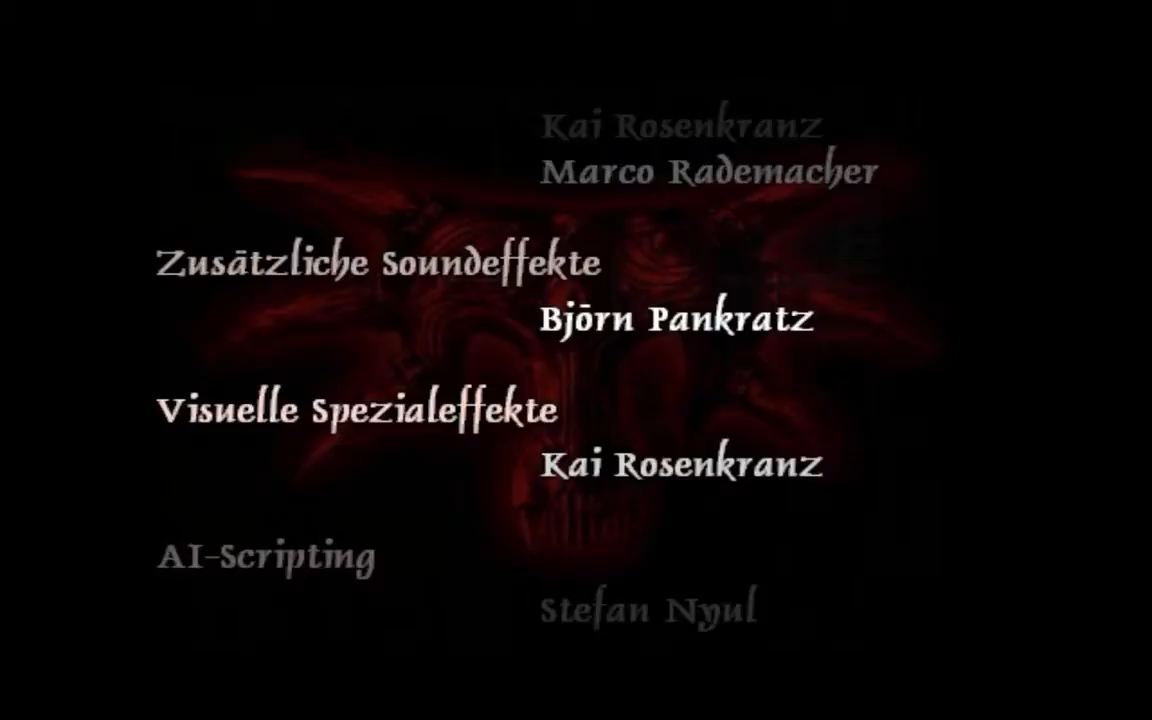 Kai Rosenkranz
Marco Rademacher
Zusätzliche Soundeffekte
Björn Pankratz
Visuelle Spezialeffekte
Kai Rosenkranz
AI-Scripting
Stefan Nyul